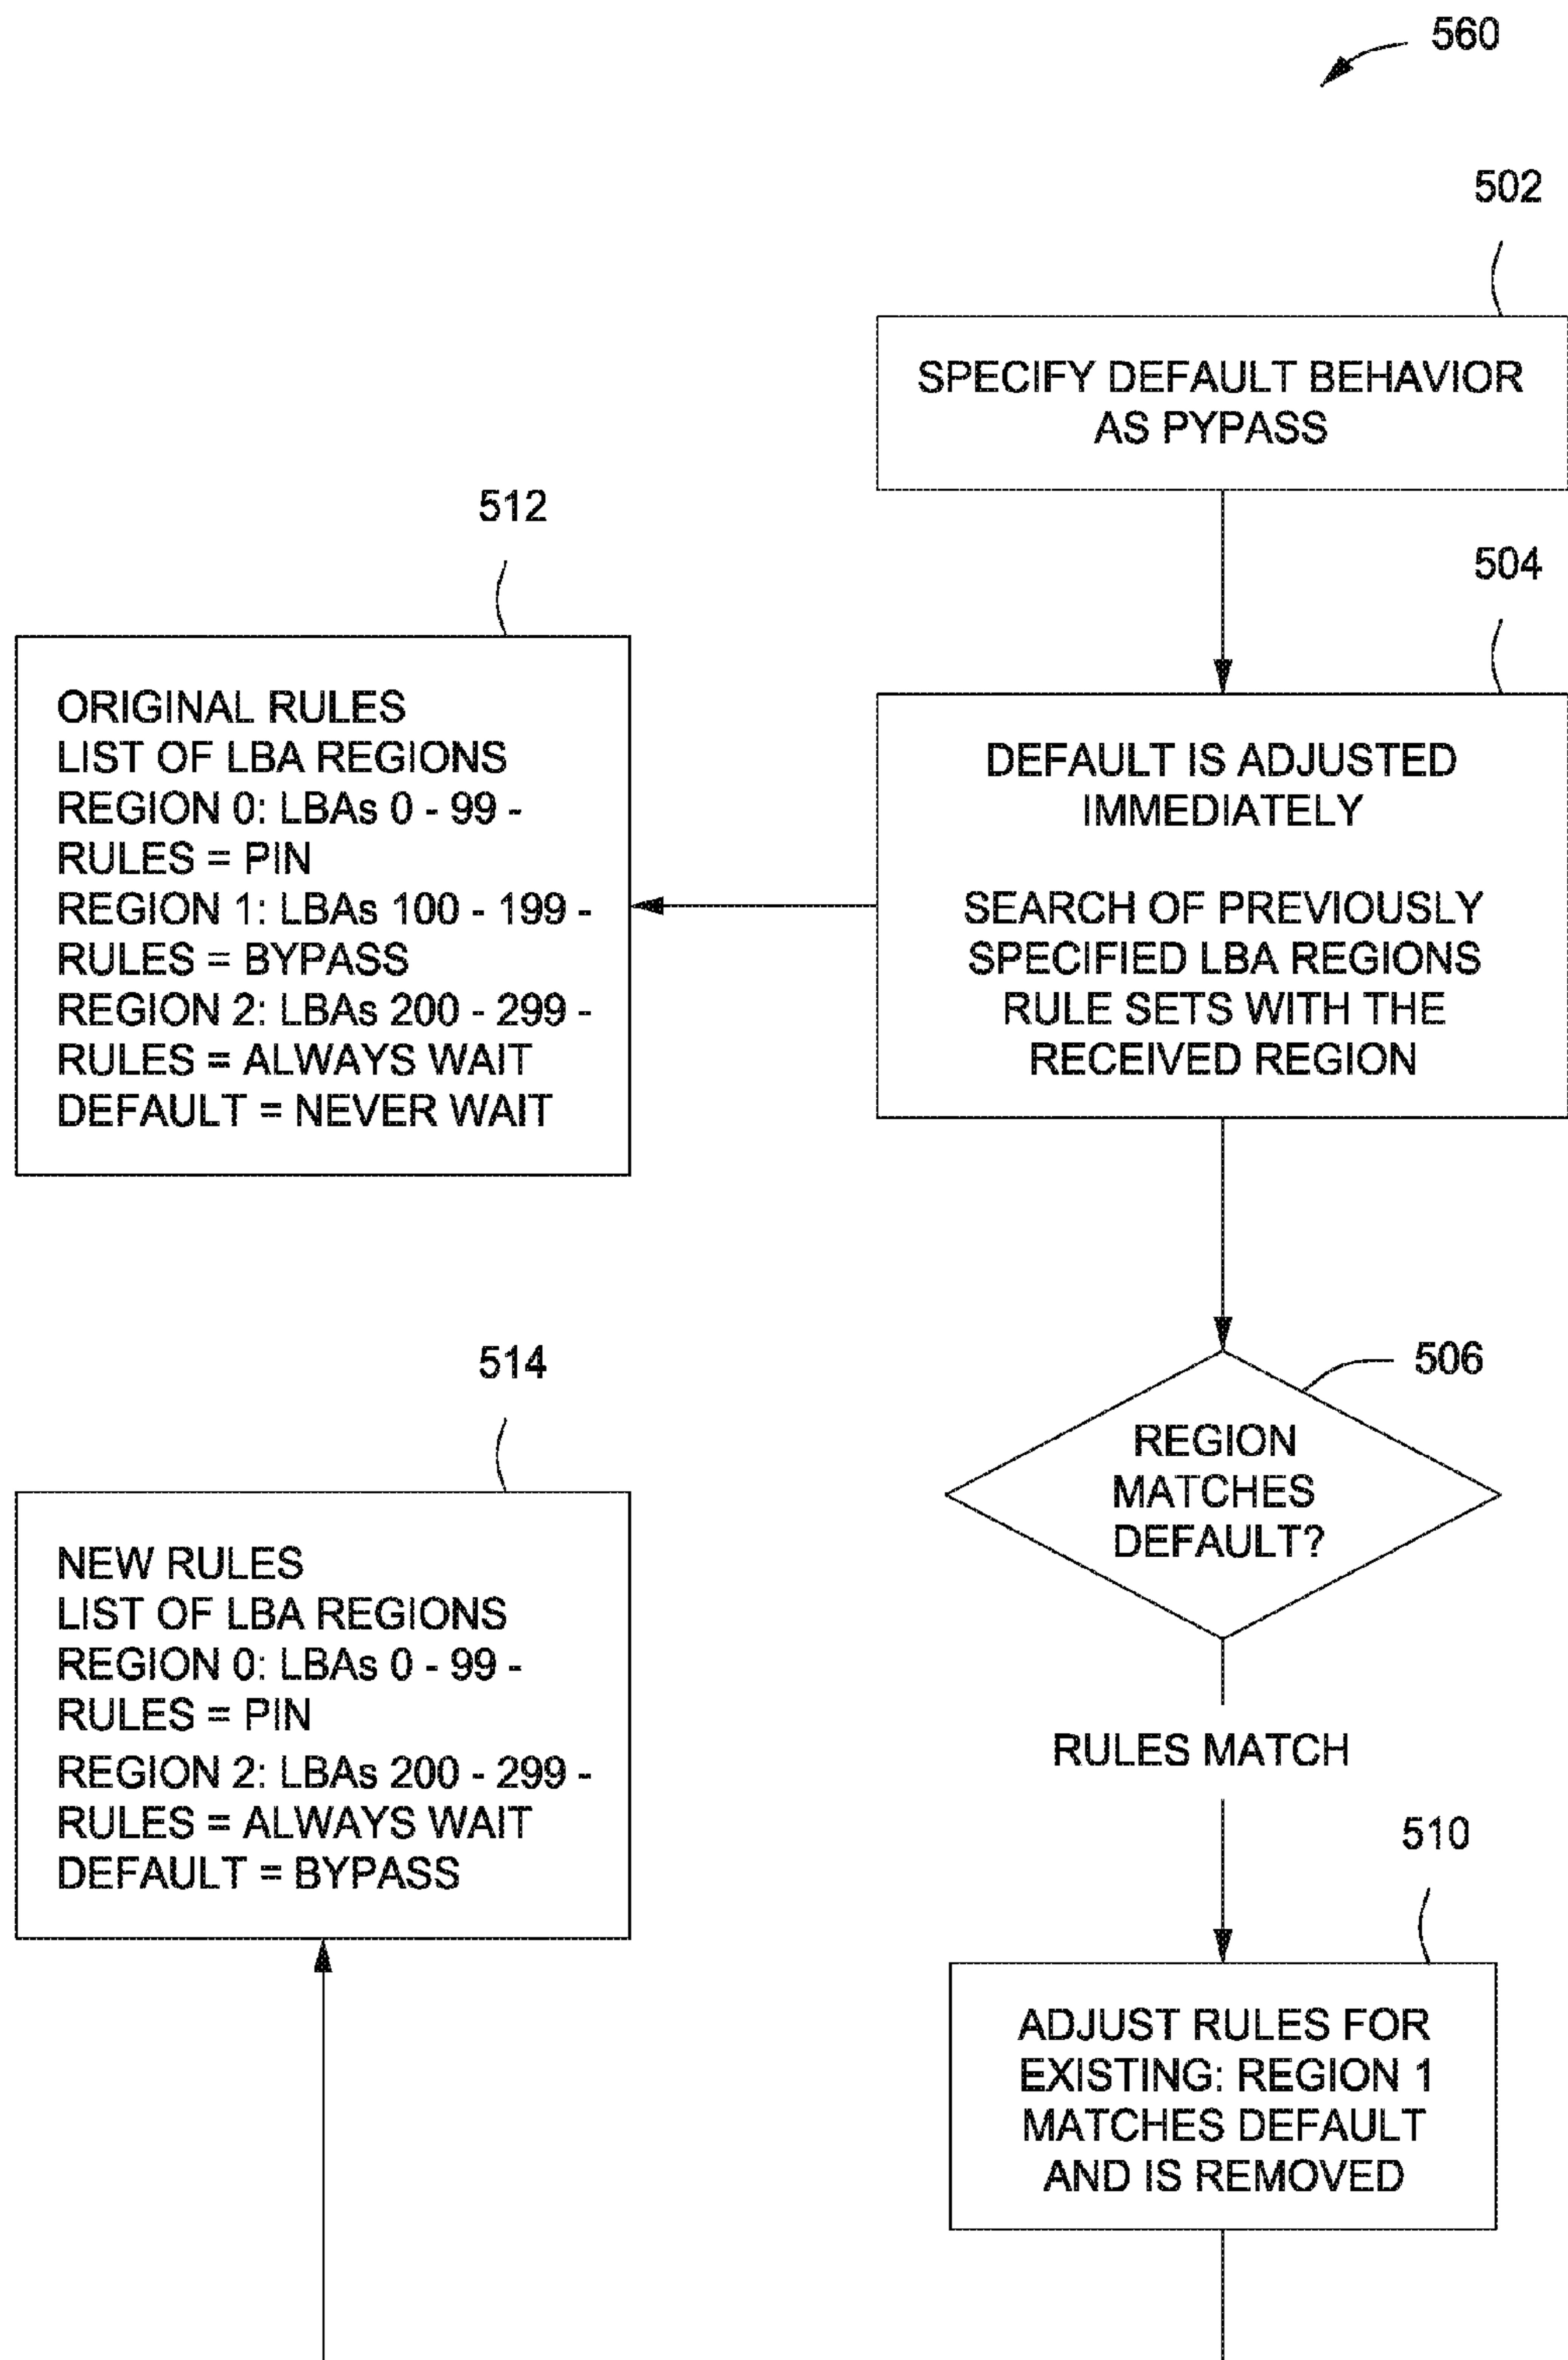 560
502
SPECIFY DEFAULT BEHAVIOR
AS PYPASS
504
DEFAULT IS ADJUSTED
IMMEDIATELY
SEARCH OF PREVIOUSLY
SPECIFIED LBA REGIONS
RULE SETS WITH THE
RECEIVED REGION
512
ORIGINAL RULES
LIST OF LBA REGIONS
REGION 0: LBAs 0 - 99 -
RULES = PIN
REGION 1: LBAs 100 - 199 -
RULES = BYPASS
REGION 2: LBAs 200 - 299 -
RULES = ALWAYS WAIT
DEFAULT = NEVER WAIT
506
REGION
MATCHES
DEFAULT?
RULES MATCH
510
ADJUST RULES FOR
EXISTING: REGION 1
MATCHES DEFAULT
AND IS REMOVED
514
NEW RULES
LIST OF LBA REGIONS
REGION 0: LBAs 0 - 99 -
RULES = PIN
REGION 2: LBAs 200 - 299 -
RULES = ALWAYS WAIT
DEFAULT = BYPASS